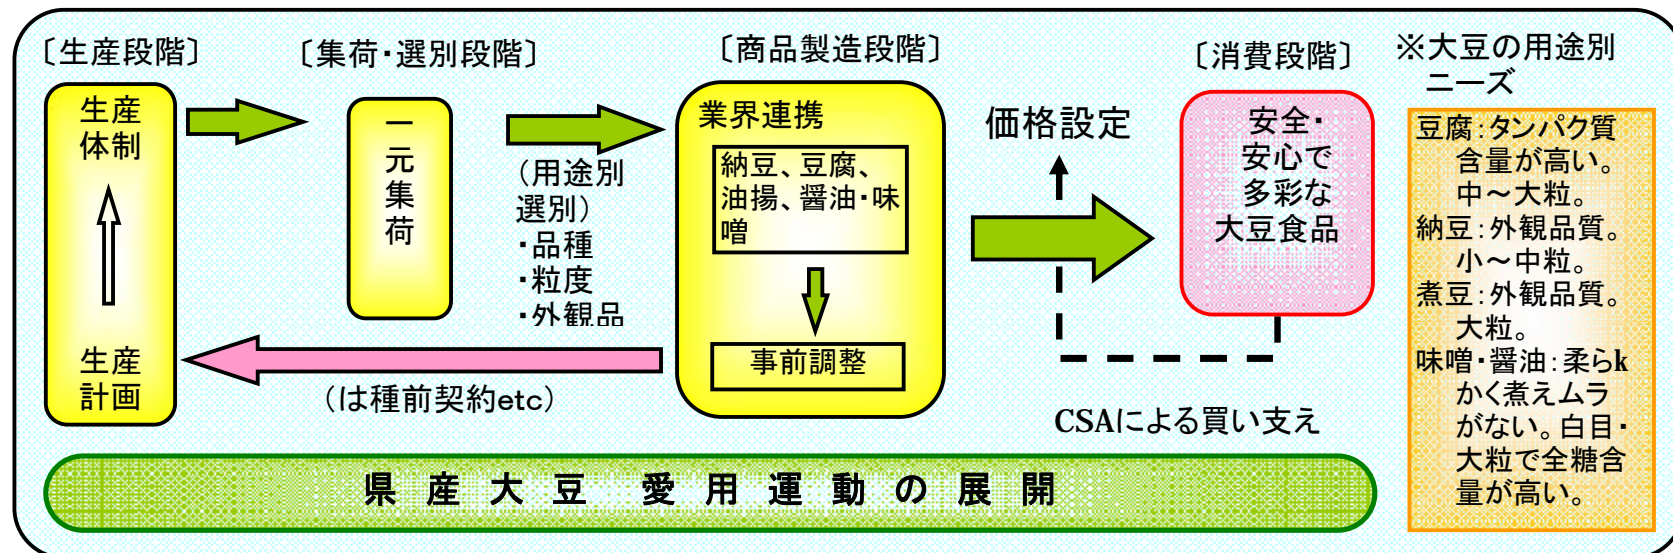 〔生産段階〕
生産
体制
生産
計画
〔集荷・選別段階〕
一
元
集
荷
(用途別
選別)
・品種
・粒度
・外観品
(は種前契約etc)
〔商品製造段階〕
業界連携
納豆、豆腐、
油揚、醤油・味
噌
事前調整
価格設定
CSAによる買い支え
〔消費段階〕
安全・
安心で
多彩な
大豆食品
※大豆の用途別
ニーズ
豆腐:タンパク質
含量が高い。
中~大粒。
納豆:外観品質。
小~中粒。
煮豆:外観品質。
大粒。
味噌・醤油:柔らk
かく煮えムラ
がない。白目・
大粒で全糖含
量が高い。
県産大豆 愛用運動の展開